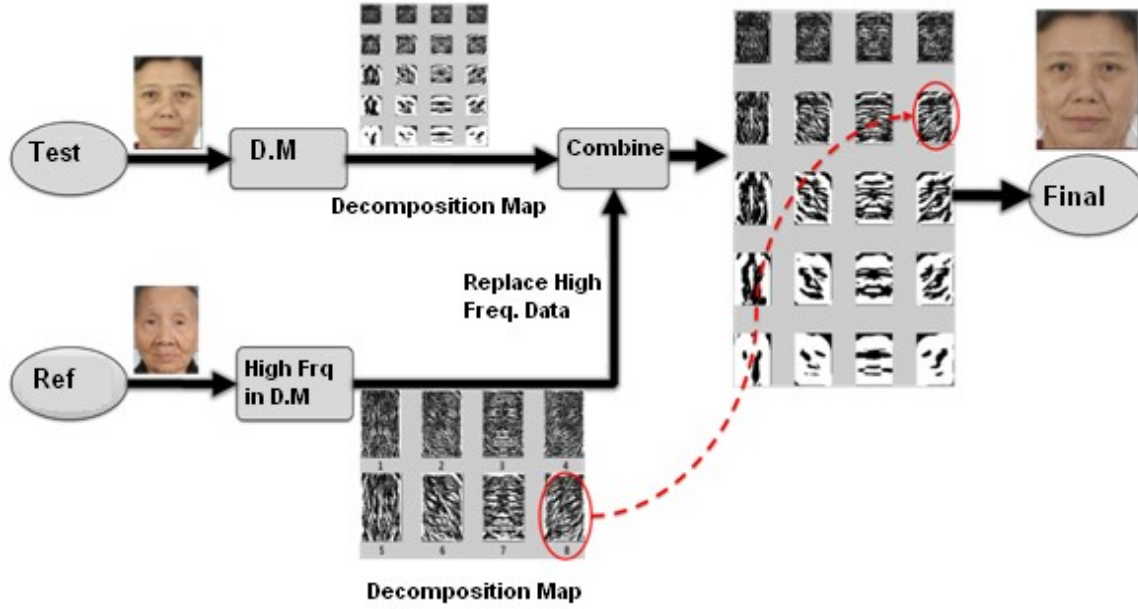 Test
D.M
Decomposition Map
Combine
Final
Replace High
Freq. Data
Ref
High Frq
in D.M
1 2 3 4
5 6 7 8
Decomposition Map